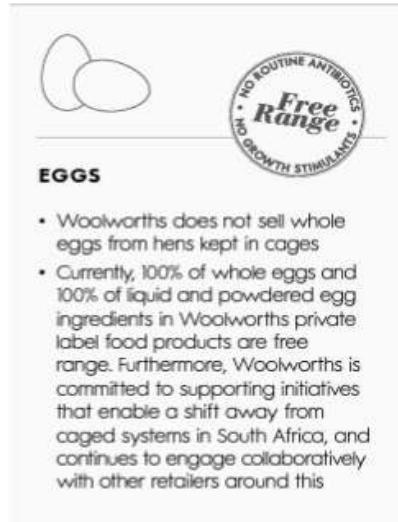 NO ROUTINE ANTIBIOTICS
Free
Range
NO GROWTH STIMULANTS
EGGS
• Woolworths does not sell whole
eggs from hens kept in cages
• Currently, 100% of whole eggs and
100% of liquid and powdered egg
ingredients in Woolworths private
label food products are free
range. Furthermore, Woolworths is
committed to supporting initiatives
that enable a shift away from
caged systems in South Africa, and
continues to engage collaboratively
with other retailers around this